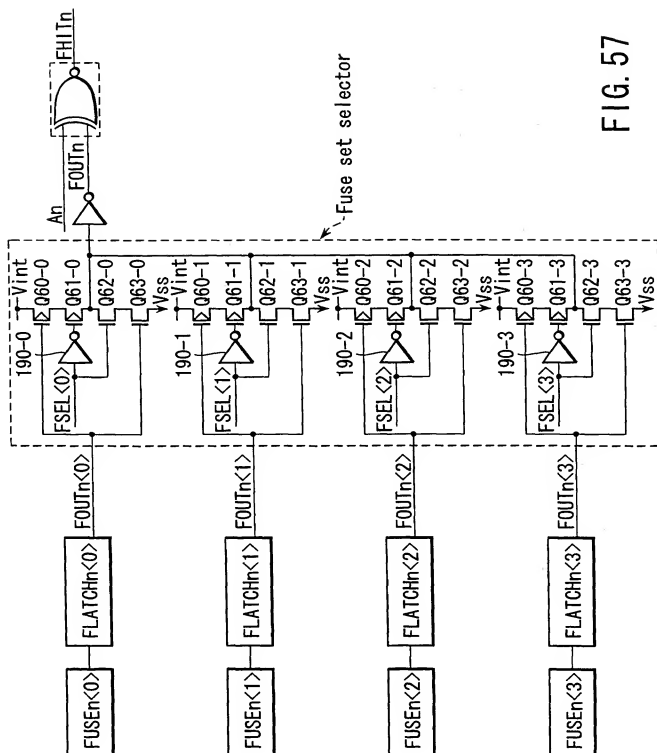 FUSEn<0>
FLATCHn<0>
FOUTn<0>
FSEL<0>
190-0
Vint
Q60-0
Q61-0
Q62-0
Q63-0
Vss
FUSEn<1>
FLATCHn<1>
FOUTn<1>
FSEL<1>
190-1
Vint
Q60-1
Q61-1
Q62-1
Q63-1
Vss
FUSEn<2>
FLATCHn<2>
FOUTn<2>
FSEL<2>
190-2
Vint
Q60-2
Q61-2
Q62-2
Q63-2
Vss
FUSEn<3>
FLATCHn<3>
FOUTn<3>
FSEL<3>
190-3
Vint
Q60-3
Q61-3
Q62-3
Q63-3
Vss
An
FOUTn
FHITn
Fuse set selector
FIG. 57